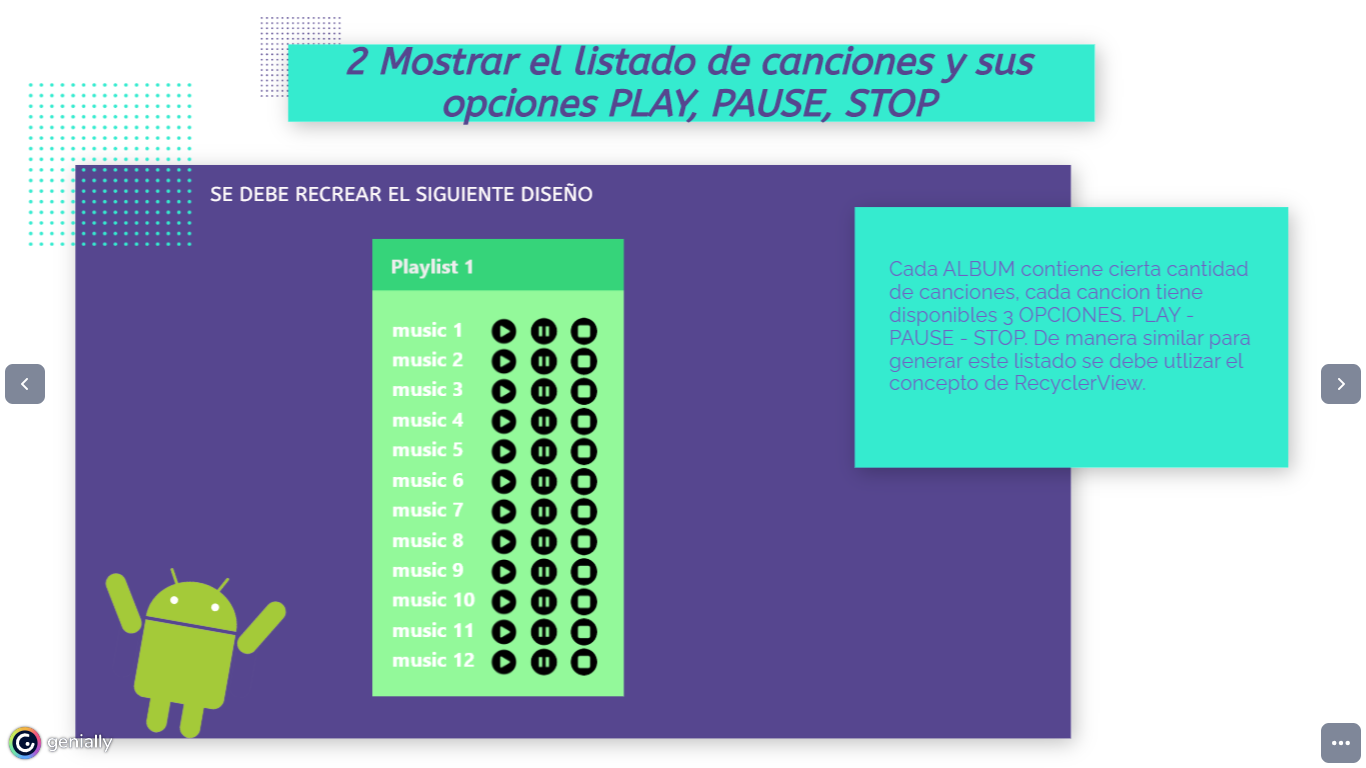 2 Mostrar el listado de canciones y sus
opciones PLAY, PAUSE, STOP
SE DEBE RECREAR EL SIGUIENTE DISEÑO
Playlist 1
music 1
music 2
music 3
music 4
music 5
music 6
music 7
music 8
music 9
music 10
music 11
music 12
Cada ALBUM contiene cierta cantidad
de canciones, cada cancion tiene
disponibles 3 OPCIONES. PLAY -
PAUSE - STOP. De manera similar para
generar este listado se debe utlizar el
concepto de RecyclerView.
genially